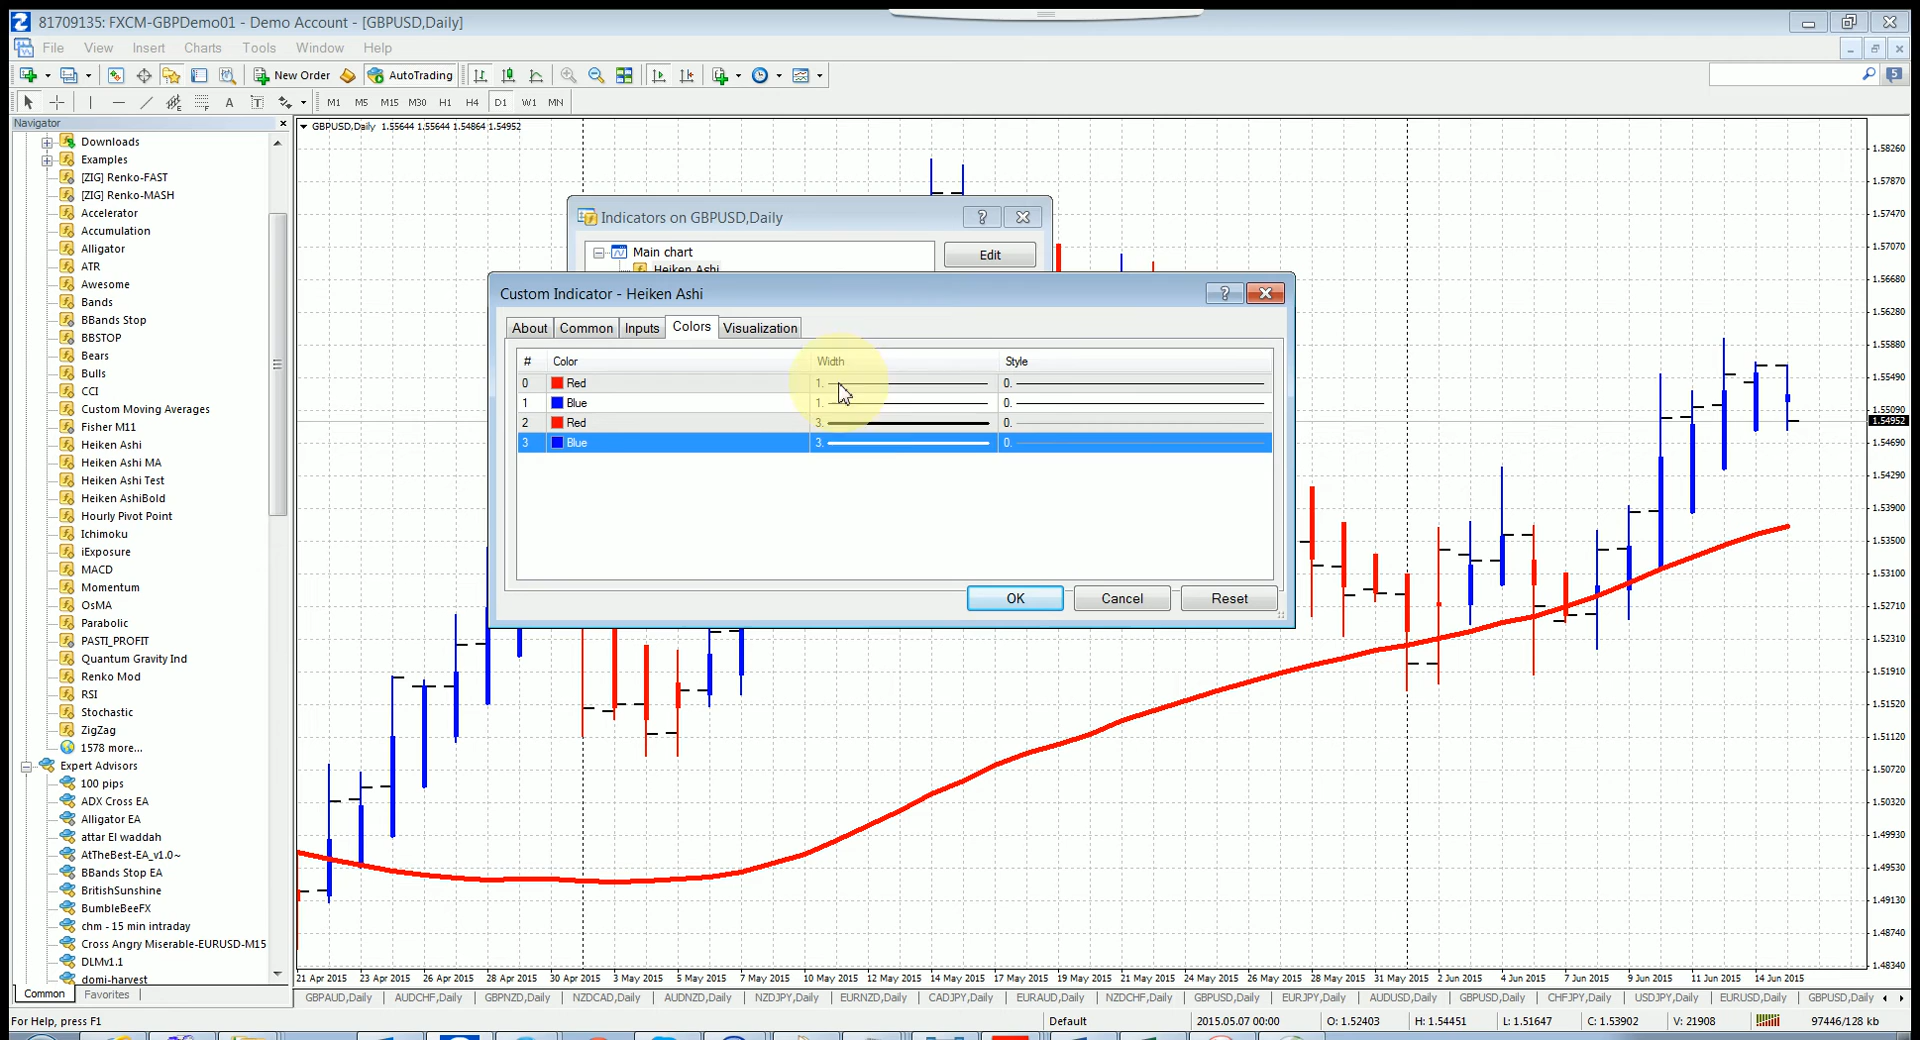 81709135: FXCM-GBPDemo01 - Demo Account - [GBPUSD,Daily]
File View Insert Charts Tools Window Help
New Order AutoTrading
5
A T M1 M5 M15 M30 H1 H4 D1 W1 MN
Navigator
Downloads
Examples
[ZIG] Renko-FAST
[ZIG] Renko-MASH
Accelerator
Accumulation
Alligator
ATR
Awesome
Bands
BBands Stop
BBSTOP
Bears
Bulls
CCI
Custom Moving Averages
Fisher M11
Heiken Ashi
Heiken Ashi MA
Heiken Ashi Test
Heiken AshiBold
Hourly Pivot Point
Ichimoku
iExposure
MACD
Momentum
OsMA
Parabolic
PASTI_PROFIT
Quantum Gravity Ind
Renko Mod
RSI
Stochastic
ZigZag
1578 more...
Expert Advisors
100 pips
ADX Cross EA
Alligator EA
attar El waddah
AtTheBest-EA_v1.0~
BBands Stop EA
BritishSunshine
BumbleBeeFX
chm - 15 min intraday
Cross Angry Miserable-EURUSD-M15
DLMv1.1
domi-harvest
Common Favorites
GBPUSD,Daily 1.55644 1.55644 1.54864 1.54952
Indicators on GBPUSD,Daily
Main chart
Heiken Ashi
Edit
Custom Indicator - Heiken Ashi
About Common Inputs Colors Visualization
# Color Width Style
0 Red 1. 0.
1 Blue 1. 0.
2 Red 3. 0.
3 Blue 3. 0.
OK Cancel Reset
1.58260
1.57870
1.57470
1.57070
1.56680
1.56280
1.55880
1.55490
1.55090
1.54952
1.54690
1.54290
1.53900
1.53500
1.53100
1.52710
1.52310
1.51910
1.51520
1.51120
1.50720
1.50320
1.49930
1.49530
1.49130
1.48740
1.48340
21 Apr 2015 23 Apr 2015 26 Apr 2015 28 Apr 2015 30 Apr 2015 3 May 2015 5 May 2015 7 May 2015 10 May 2015 12 May 2015 14 May 2015 17 May 2015 19 May 2015 21 May 2015 24 May 2015 26 May 2015 28 May 2015 31 May 2015 2 Jun 2015 4 Jun 2015 7 Jun 2015 9 Jun 2015 11 Jun 2015 14 Jun 2015
GBPAUD,Daily AUDCHF,Daily GBPNZD,Daily NZDCAD,Daily AUDNZD,Daily NZDJPY,Daily EURNZD,Daily CADJPY,Daily EURAUD,Daily NZDCHF,Daily GBPUSD,Daily EURJPY,Daily AUDUSD,Daily GBPUSD,Daily CHFJPY,Daily USDJPY,Daily EURUSD,Daily GBPUSD,Daily
For Help, press F1
Default 2015.05.07 00:00 O: 1.52403 H: 1.54451 L: 1.51647 C: 1.53902 V: 21908 97446/128 kb